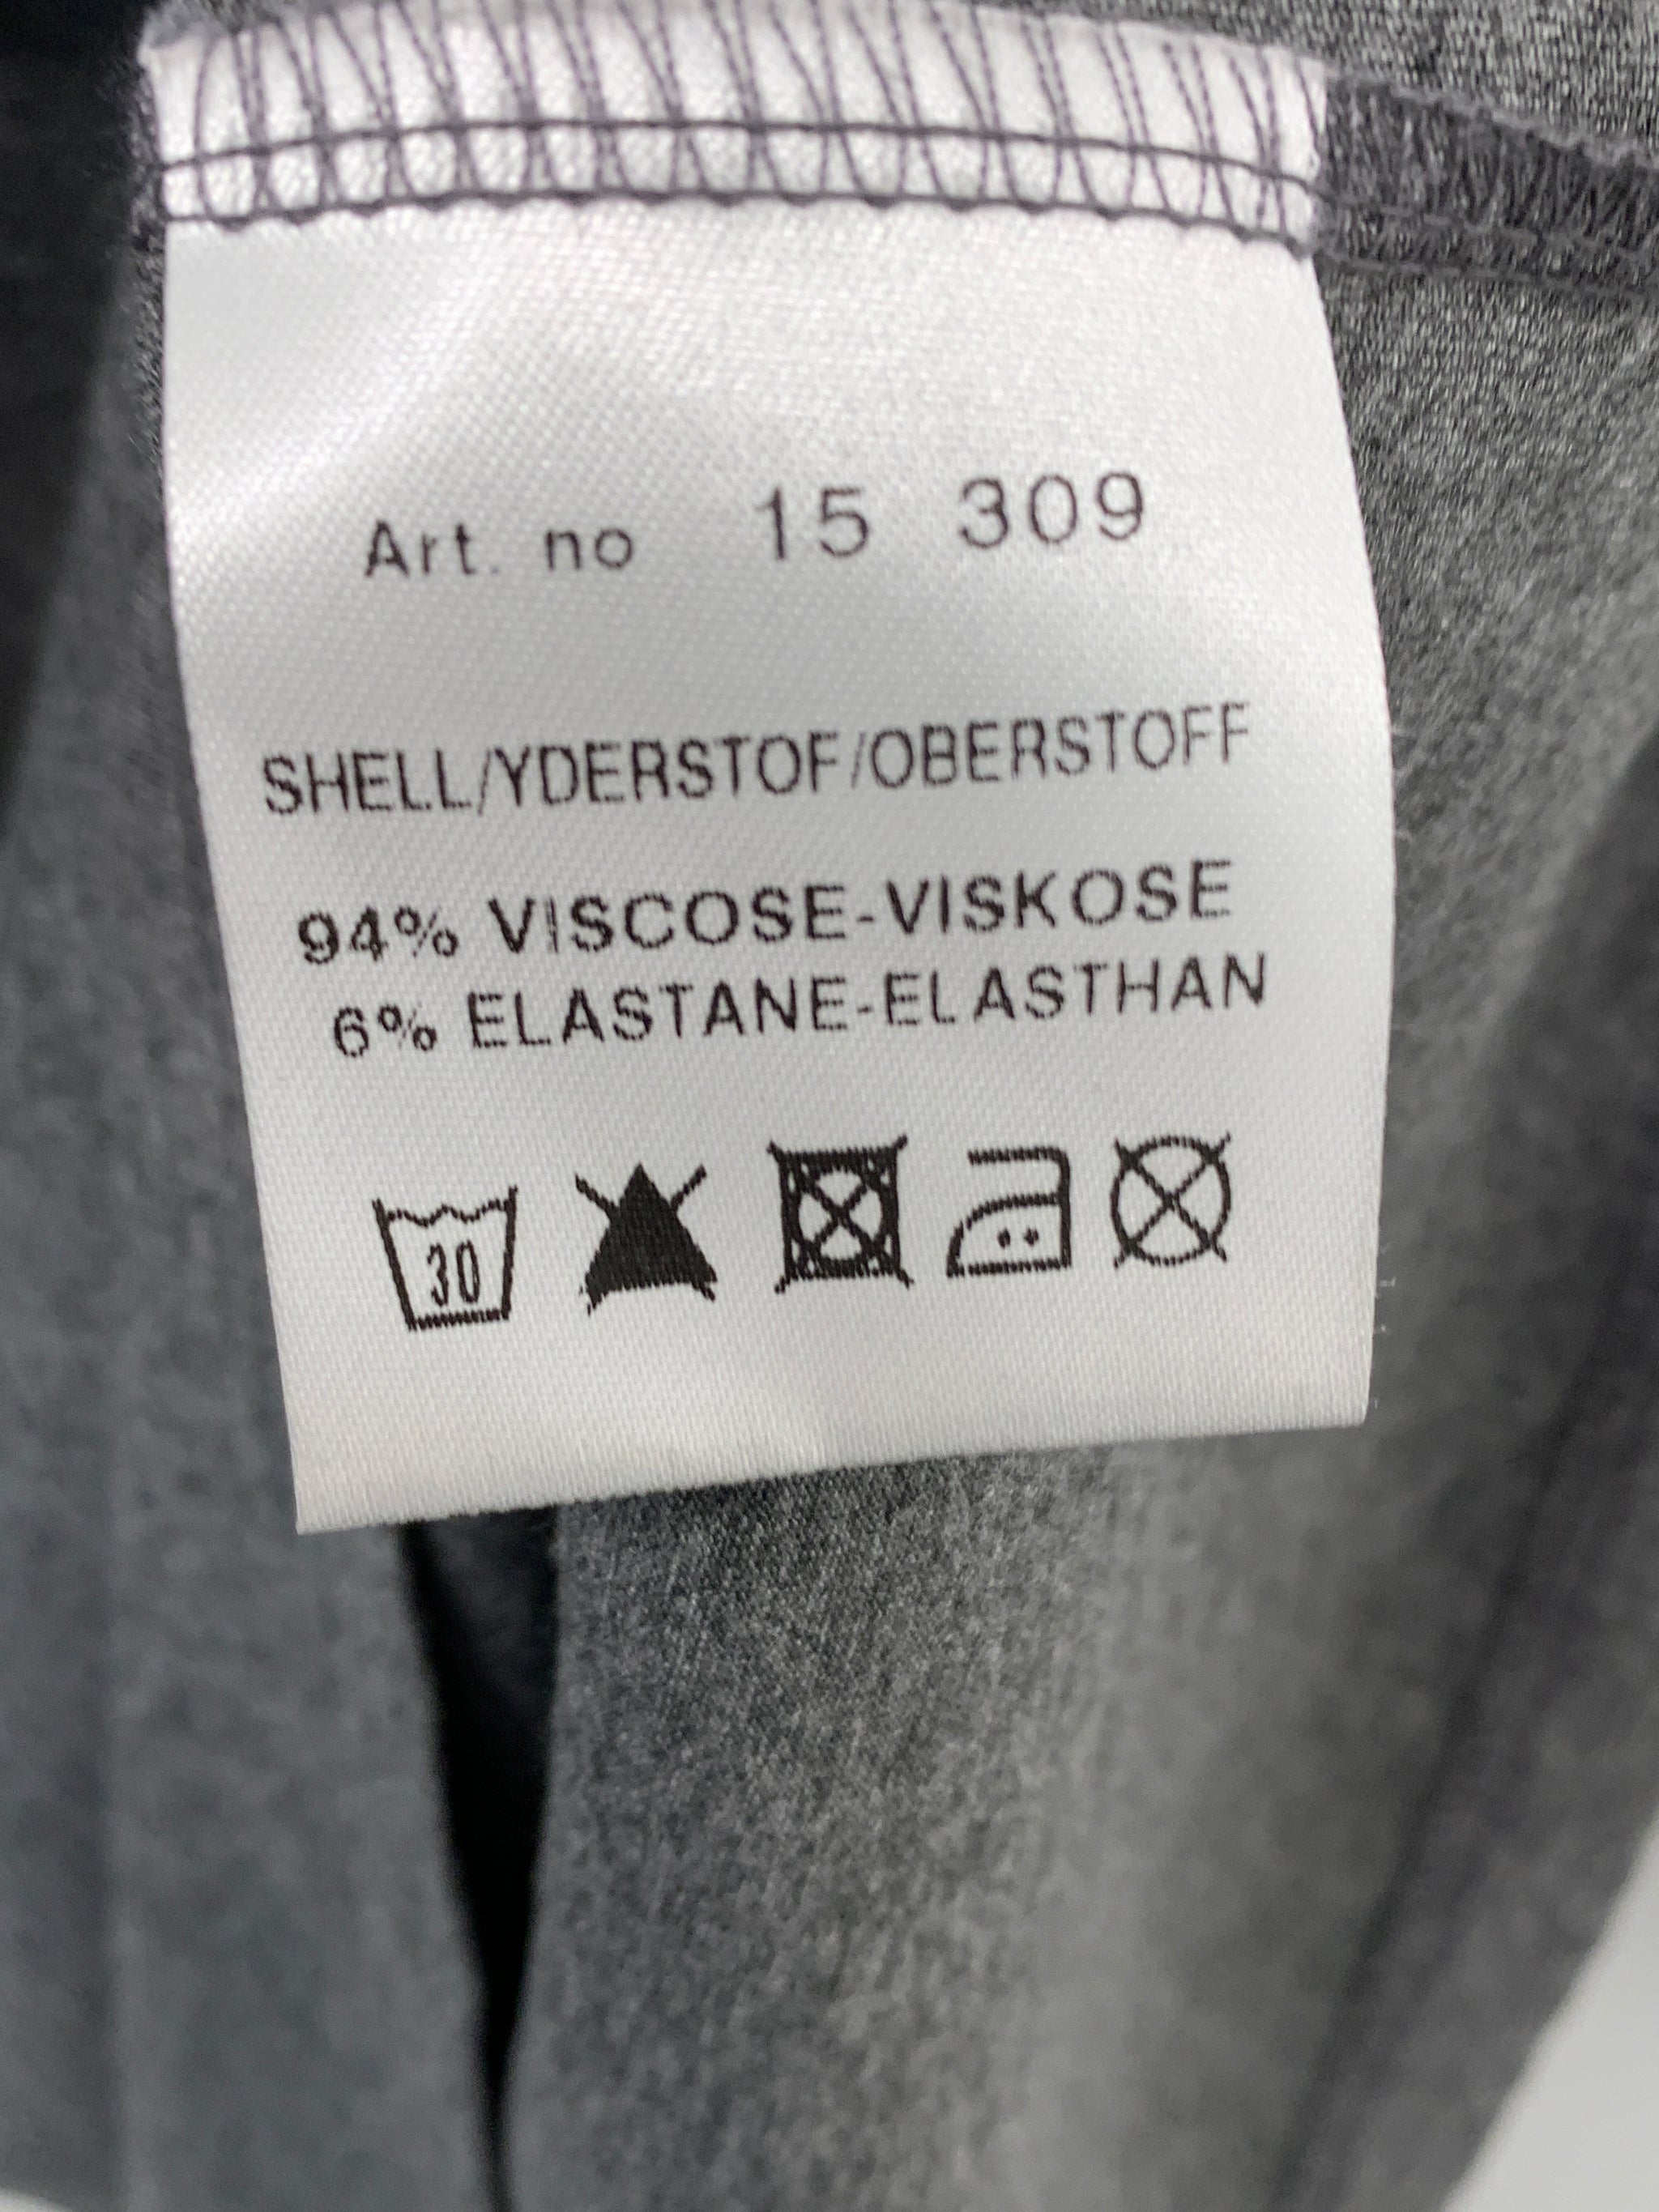 Art. no 15 309
SHELL/YDERSTOF/OBERSTOFF
94% VISCOSE-VISKOSE
6% ELASTANE-ELASTHAN
30